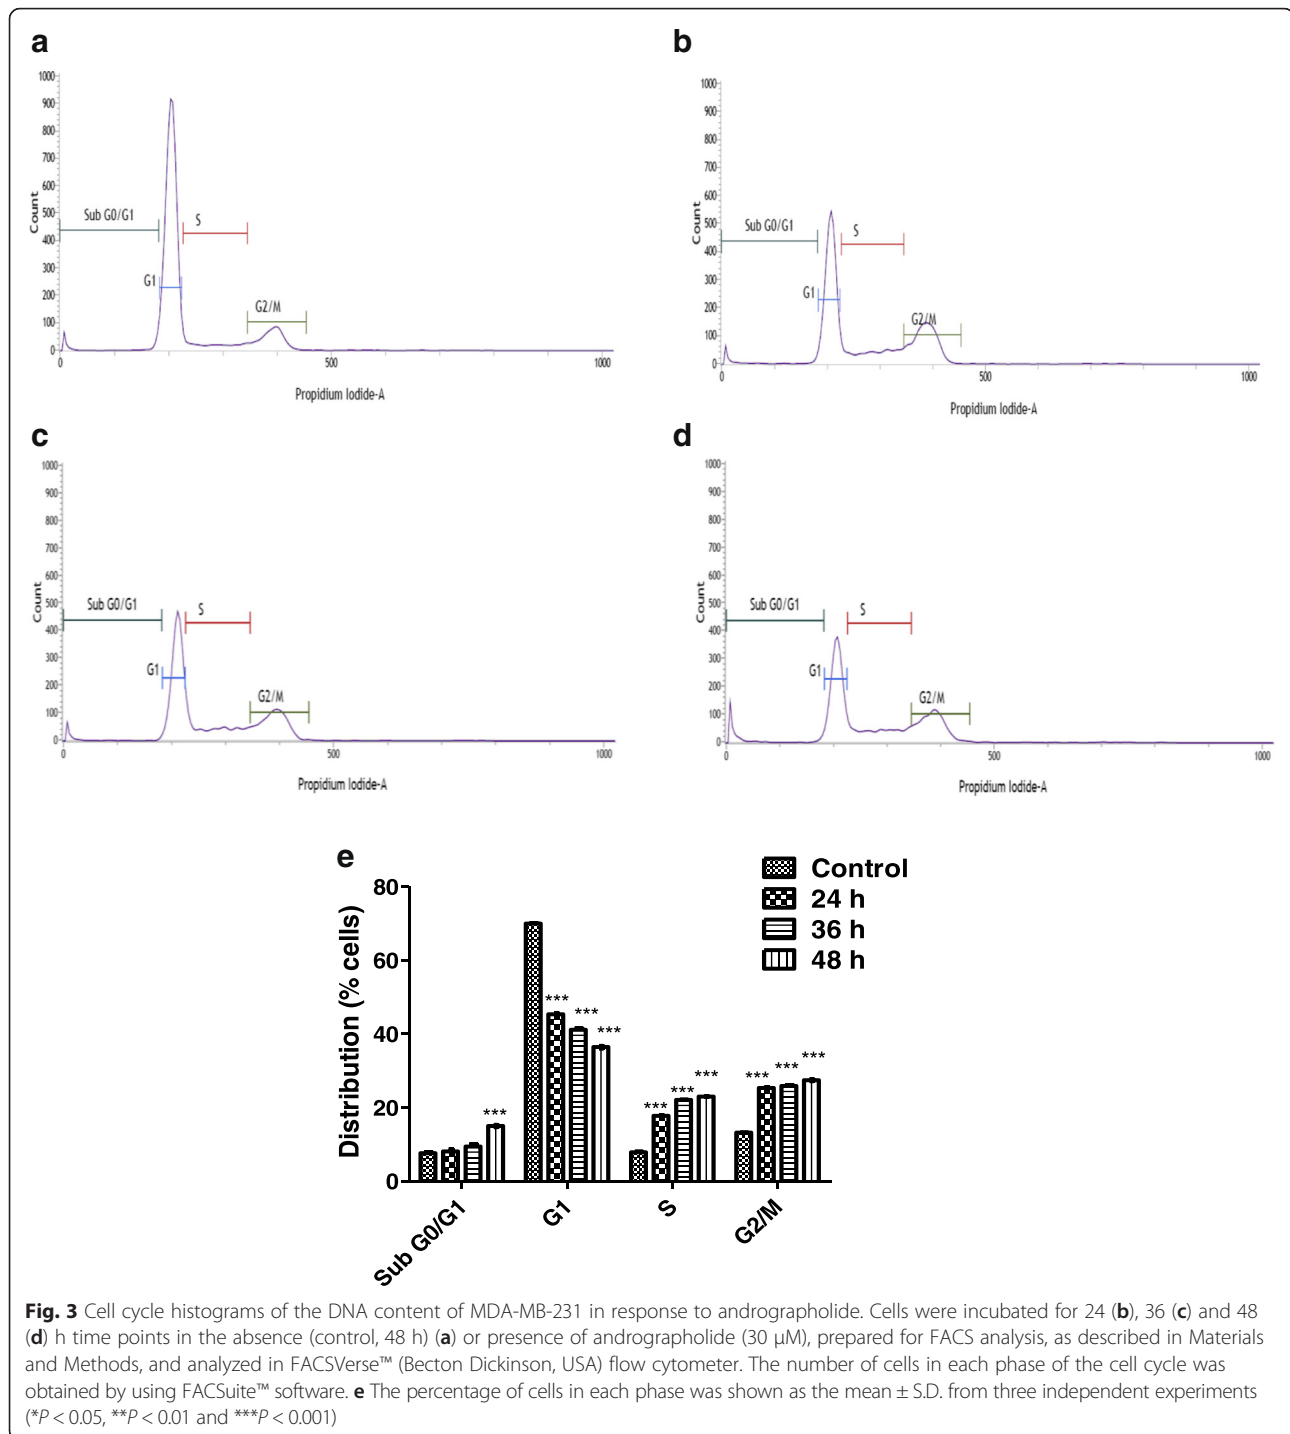 a
1000
900
800
700
600
500
400
300
200
100
0
Count
Sub G0/G1
S
G1
G2/M
0 500 1000
Propidium Iodide-A
b
1000
900
800
700
600
500
400
300
200
100
0
Count
Sub G0/G1
S
G1
G2/M
0 500 1000
Propidium Iodide-A
c
1000
900
800
700
600
500
400
300
200
100
0
Count
Sub G0/G1
S
G1
G2/M
0 500 1000
Propidium Iodide-A
d
1000
900
800
700
600
500
400
300
200
100
0
Count
Sub G0/G1
S
G1
G2/M
0 500 1000
Propidium Iodide-A
e
Control
24 h
36 h
48 h
80
60
40
20
0
Distribution (% cells)
***
*** *** ***
*** *** ***
*** *** ***
Sub G0/G1
G1
S
G2/M
Fig. 3 Cell cycle histograms of the DNA content of MDA-MB-231 in response to andrographolide. Cells were incubated for 24 (b), 36 (c) and 48
(d) h time points in the absence (control, 48 h) (a) or presence of andrographolide (30 μM), prepared for FACS analysis, as described in Materials
and Methods, and analyzed in FACSVerse™ (Becton Dickinson, USA) flow cytometer. The number of cells in each phase of the cell cycle was
obtained by using FACSuite™ software. e The percentage of cells in each phase was shown as the mean ± S.D. from three independent experiments
(*P < 0.05, **P < 0.01 and ***P < 0.001)